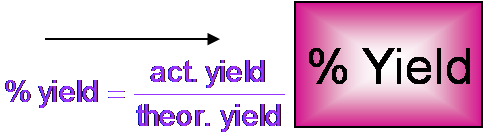 % yield = act. yield / theor. yield
% Yield